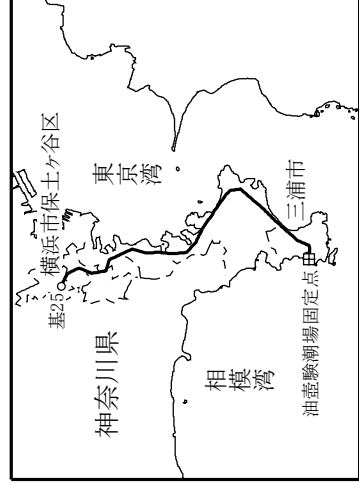 横浜市保土ヶ谷区
基25
東京湾
神奈川県
三浦市
相模湾
油壺験潮場固定点